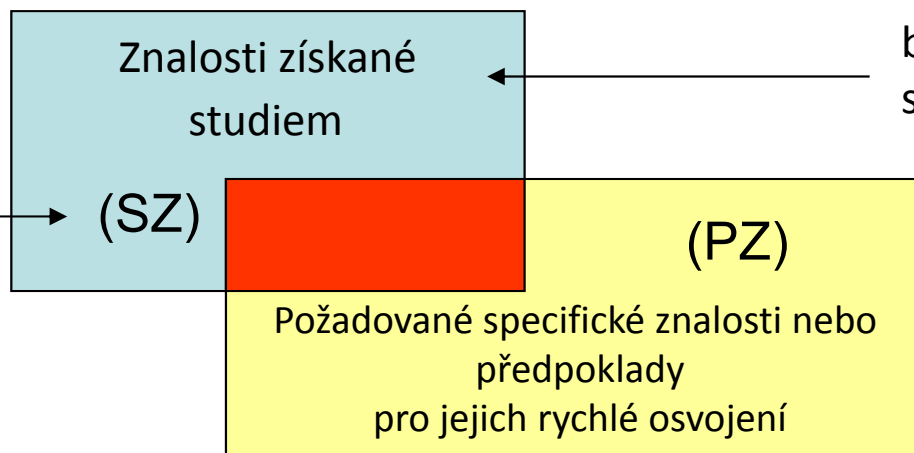 Znalosti získané
studiem
(SZ)
(PZ)
Požadované specifické znalosti nebo
předpoklady
pro jejich rychlé osvojení